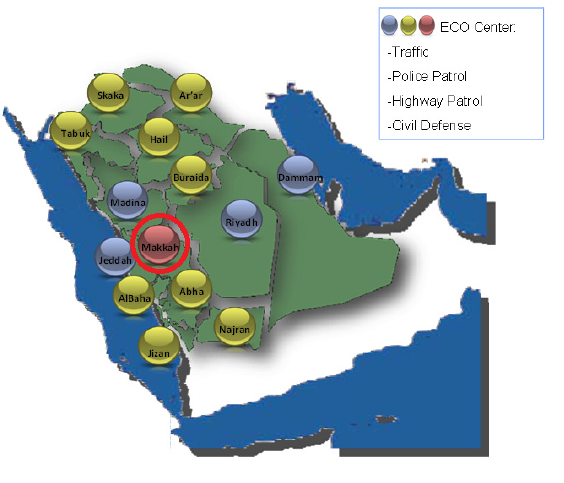 ECO Center:
-Traffic
-Police Patrol
-Highway Patrol
-Civil Defense
Skaka
Ar'ar
Tabuk
Hail
Buraida
Dammam
Madina
Riyadh
Makkah
Jeddah
AlBaha
Abha
Najran
Jizan